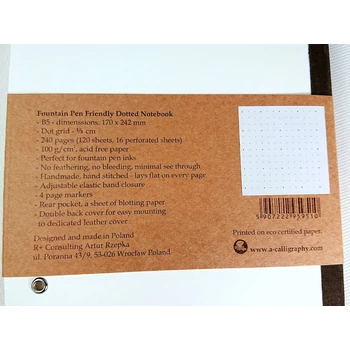 Fountain Pen Friendly Dotted Notebook
- B5 - dimenssions, 170 x 242 mm
- Dot grid - ½ cm
- 240 pages (120 sheets, 16 perforated sheets)
- 100 g/cm², acid free paper
- Perfect for fountain pen inks
- No feathering, no bleeding, minimal see through
- Handmade, hand stitched - lays flat on every page
- Adjustable elastic band closure
- 4 page markers
- Rear pocket, a sheet of blotting paper
- Double back cover for easy mounting
to dedicated leather cover
Designed and made in Poland
R+ Consulting Artur Rzepka
ul. Poranna 43/9, 53-026 Wrocław Poland
5 907222 959510
Printed on eco certified paper.
www.a-calligraphy.com